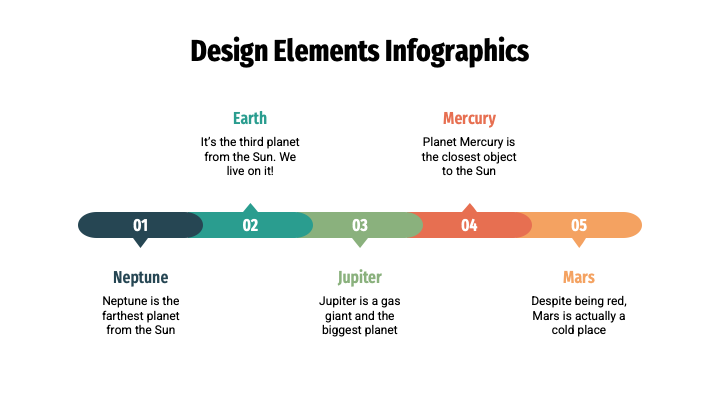 Design Elements Infographics
Earth
It's the third planet
from the Sun. We
live on it!
Mercury
Planet Mercury is
the closest object
to the Sun
01
02
03
04
05
Neptune
Neptune is the
farthest planet
from the Sun
Jupiter
Jupiter is a gas
giant and the
biggest planet
Mars
Despite being red,
Mars is actually a
cold place